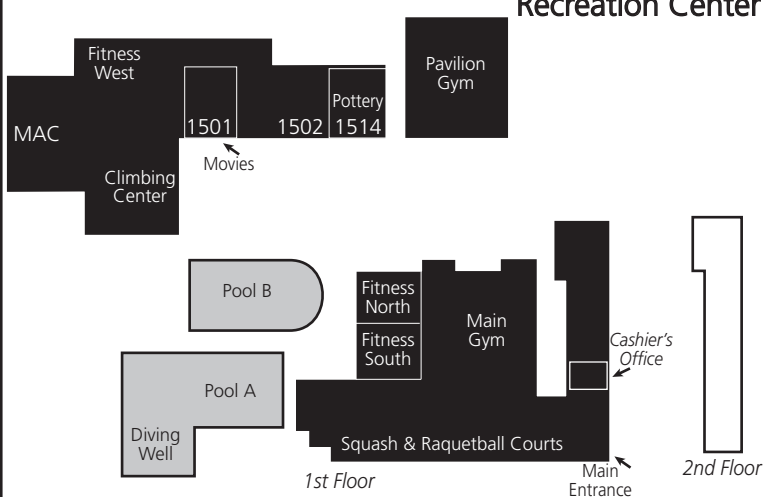 Recreation Center
Fitness
West
Pavilion
Gym
MAC
Pottery
1501
1502
1514
Movies
Climbing
Center
Pool B
Fitness
North
Main
Gym
Fitness
South
Cashier's
Office
Pool A
Diving
Well
Squash & Raquetball Courts
1st Floor
Main
Entrance
2nd Floor